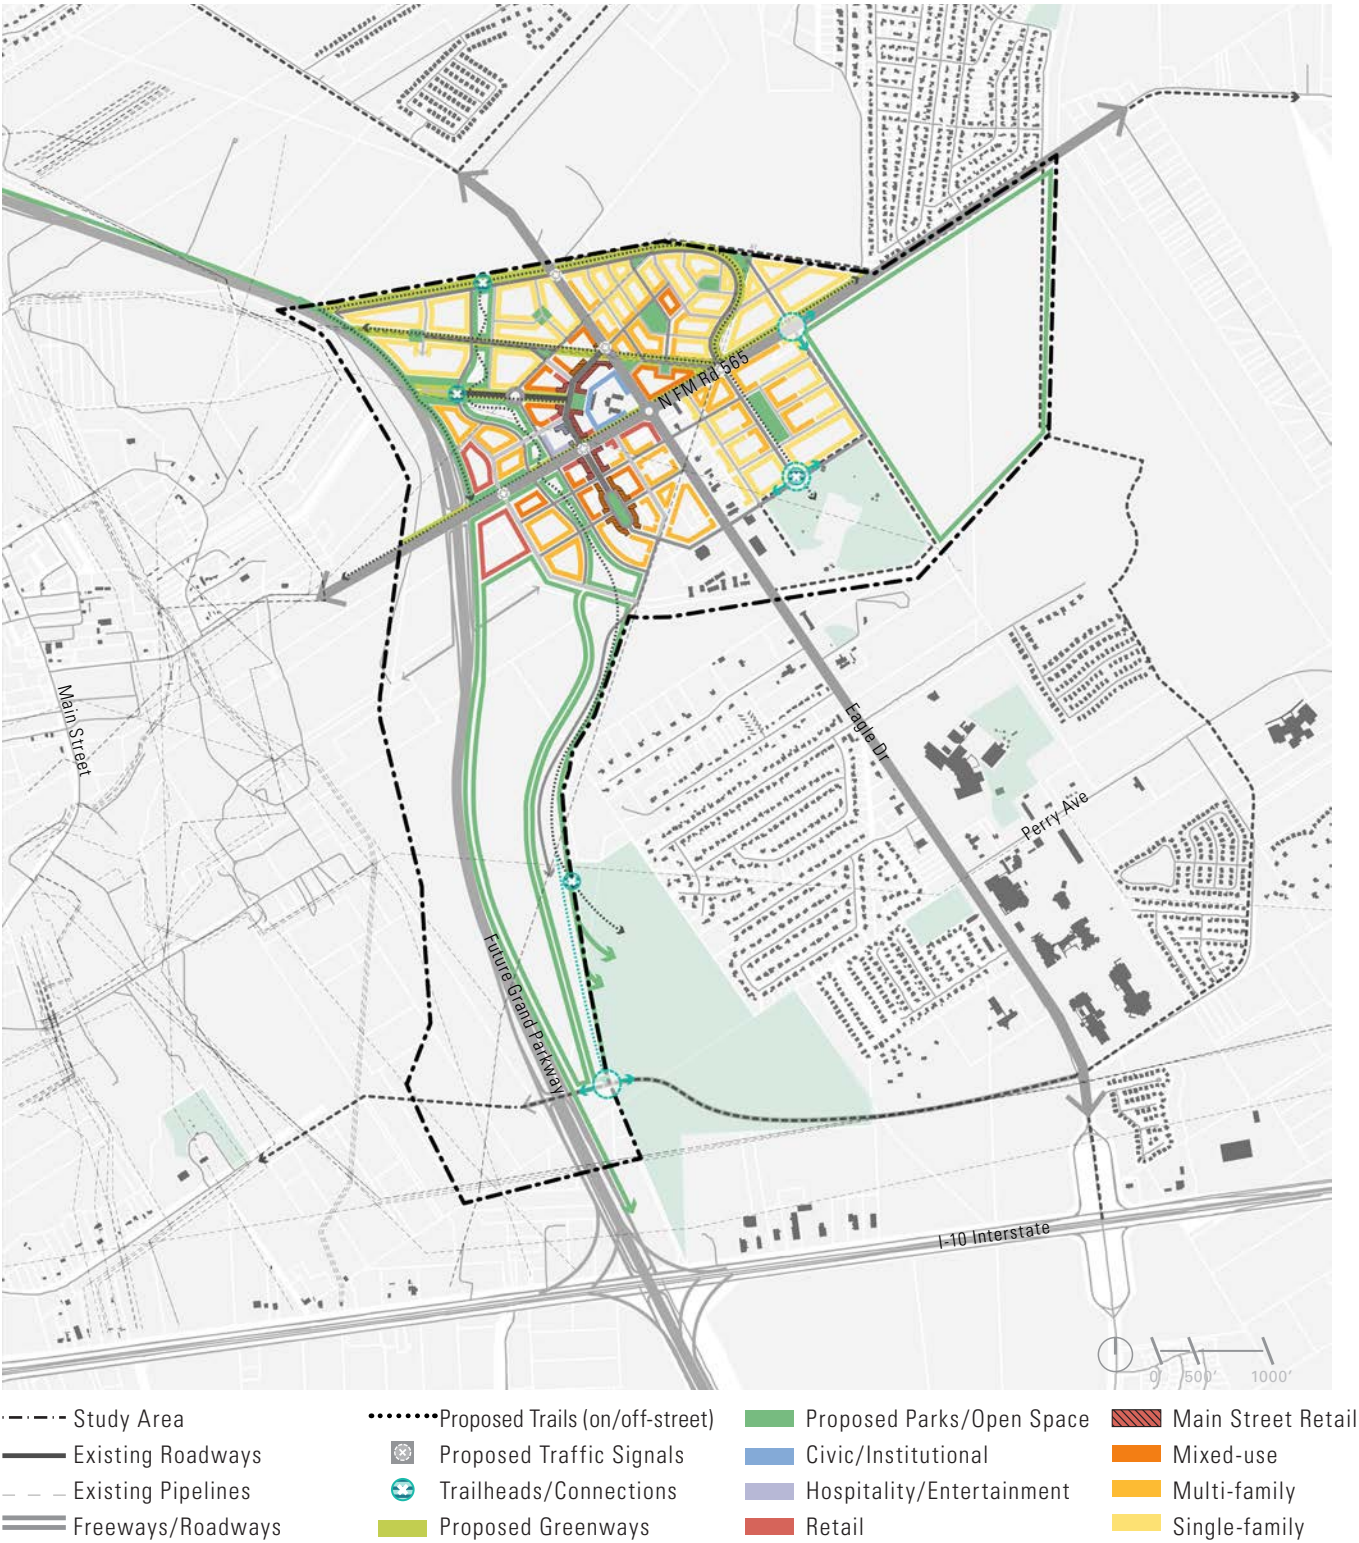 N FM Rd 565
Main Street
Eagle Dr
Perry Ave
Future Grand Parkway
I-10 Interstate
0 500' 1000'
Study Area
Existing Roadways
Existing Pipelines
Freeways/Roadways
Proposed Trails (on/off-street)
Proposed Traffic Signals
Trailheads/Connections
Proposed Greenways
Proposed Parks/Open Space
Civic/Institutional
Hospitality/Entertainment
Retail
Main Street Retail
Mixed-use
Multi-family
Single-family